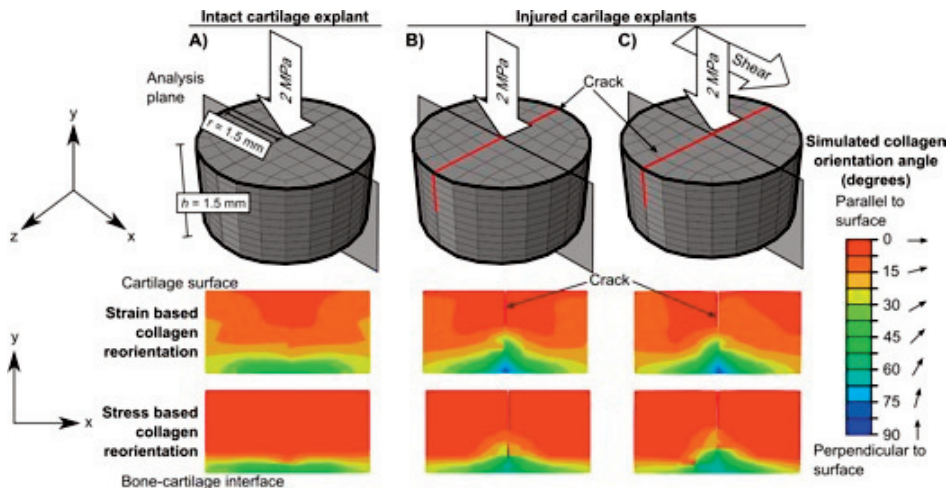 Intact cartilage explant
Injured carilage explants
A)
B)
C)
2 MPa
2 MPa
2 MPa
Shear
Analysis
plane
r = 1.5 mm
h = 1.5 mm
Crack
y
z
x
Simulated collagen
orientation angle
(degrees)
Parallel to
surface
0
15
30
45
60
75
90
Perpendicular to
surface
Cartilage surface
Crack
Strain based
collagen
reorientation
y
x
Stress based
collagen
reorientation
Bone-cartilage interface